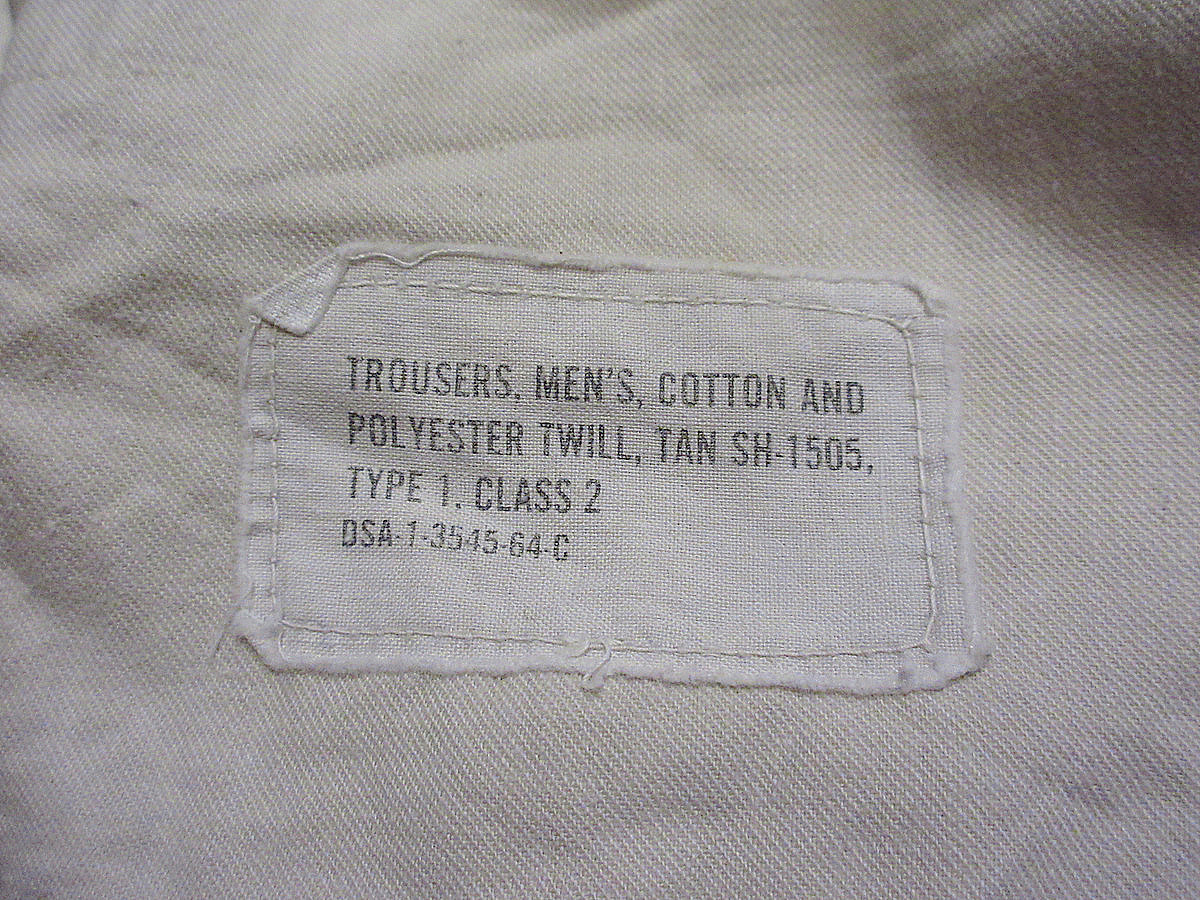 TROUSERS. MEN'S, COTTON AND
POLYESTER TWILL, TAN SH-1505,
TYPE 1. CLASS 2
DSA-1-3545-64-C